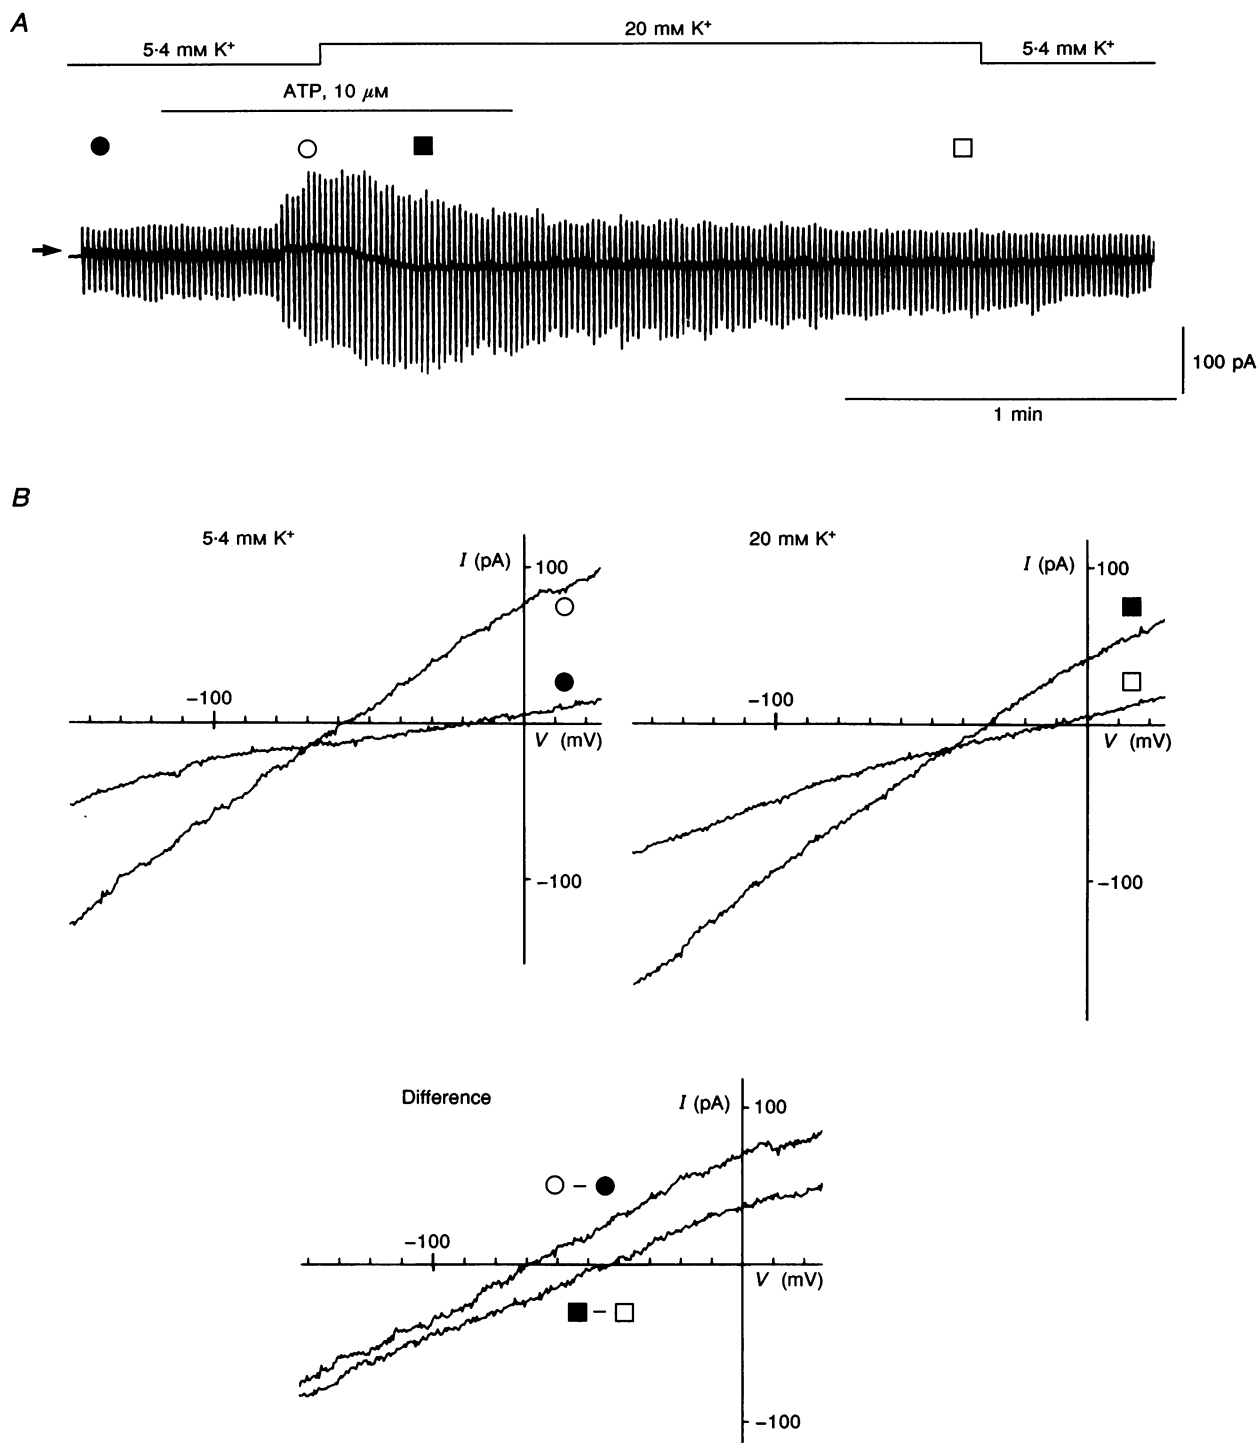 A
20 mM K⁺
5·4 mM K⁺
5·4 mM K⁺
ATP, 10 μM
100 pA
1 min
B
5·4 mM K⁺
I (pA)
100
-100
V (mV)
-100
20 mM K⁺
I (pA)
100
-100
V (mV)
-100
Difference
I (pA)
100
-100
V (mV)
-100